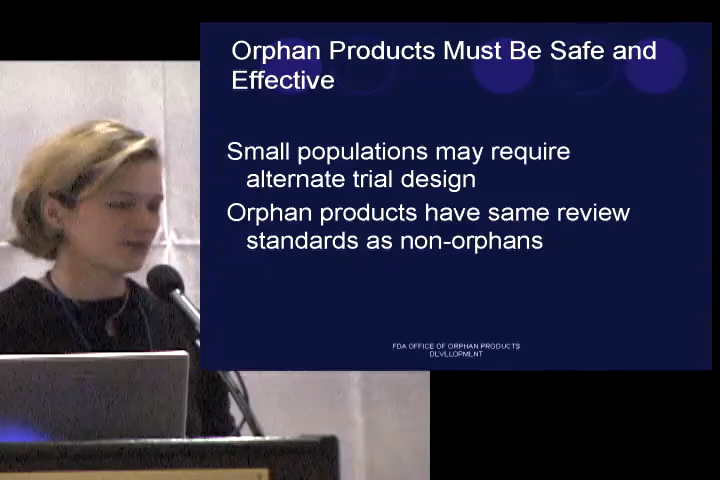 Orphan Products Must Be Safe and
Effective
Small populations may require
alternate trial design
Orphan products have same review
standards as non-orphans
FDA OFFICE OF ORPHAN PRODUCTS
DEVELOPMENT